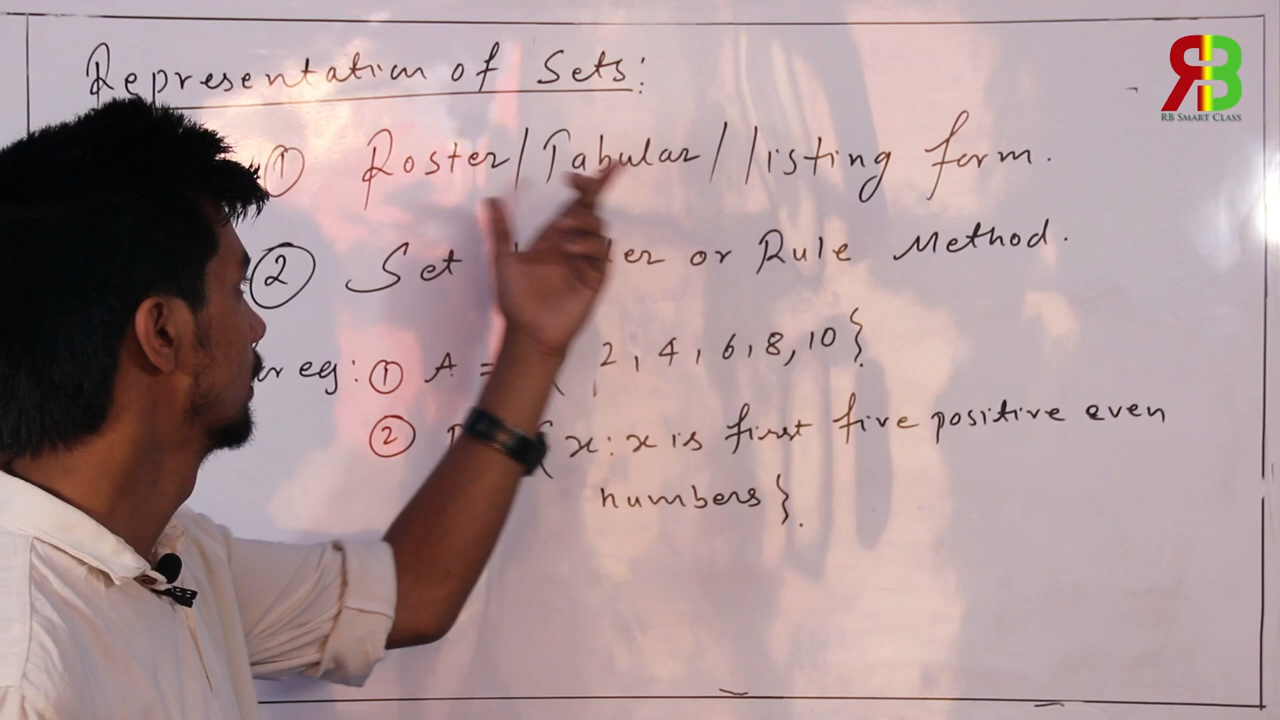 Representation of Sets:
① Roster/Tabular/listing form.
② Set or Rule Method.
eg: ① A = 2, 4, 6, 8, 10}
② {x: x is first five positive even
numbers}.
RB
RB SMART CLASS